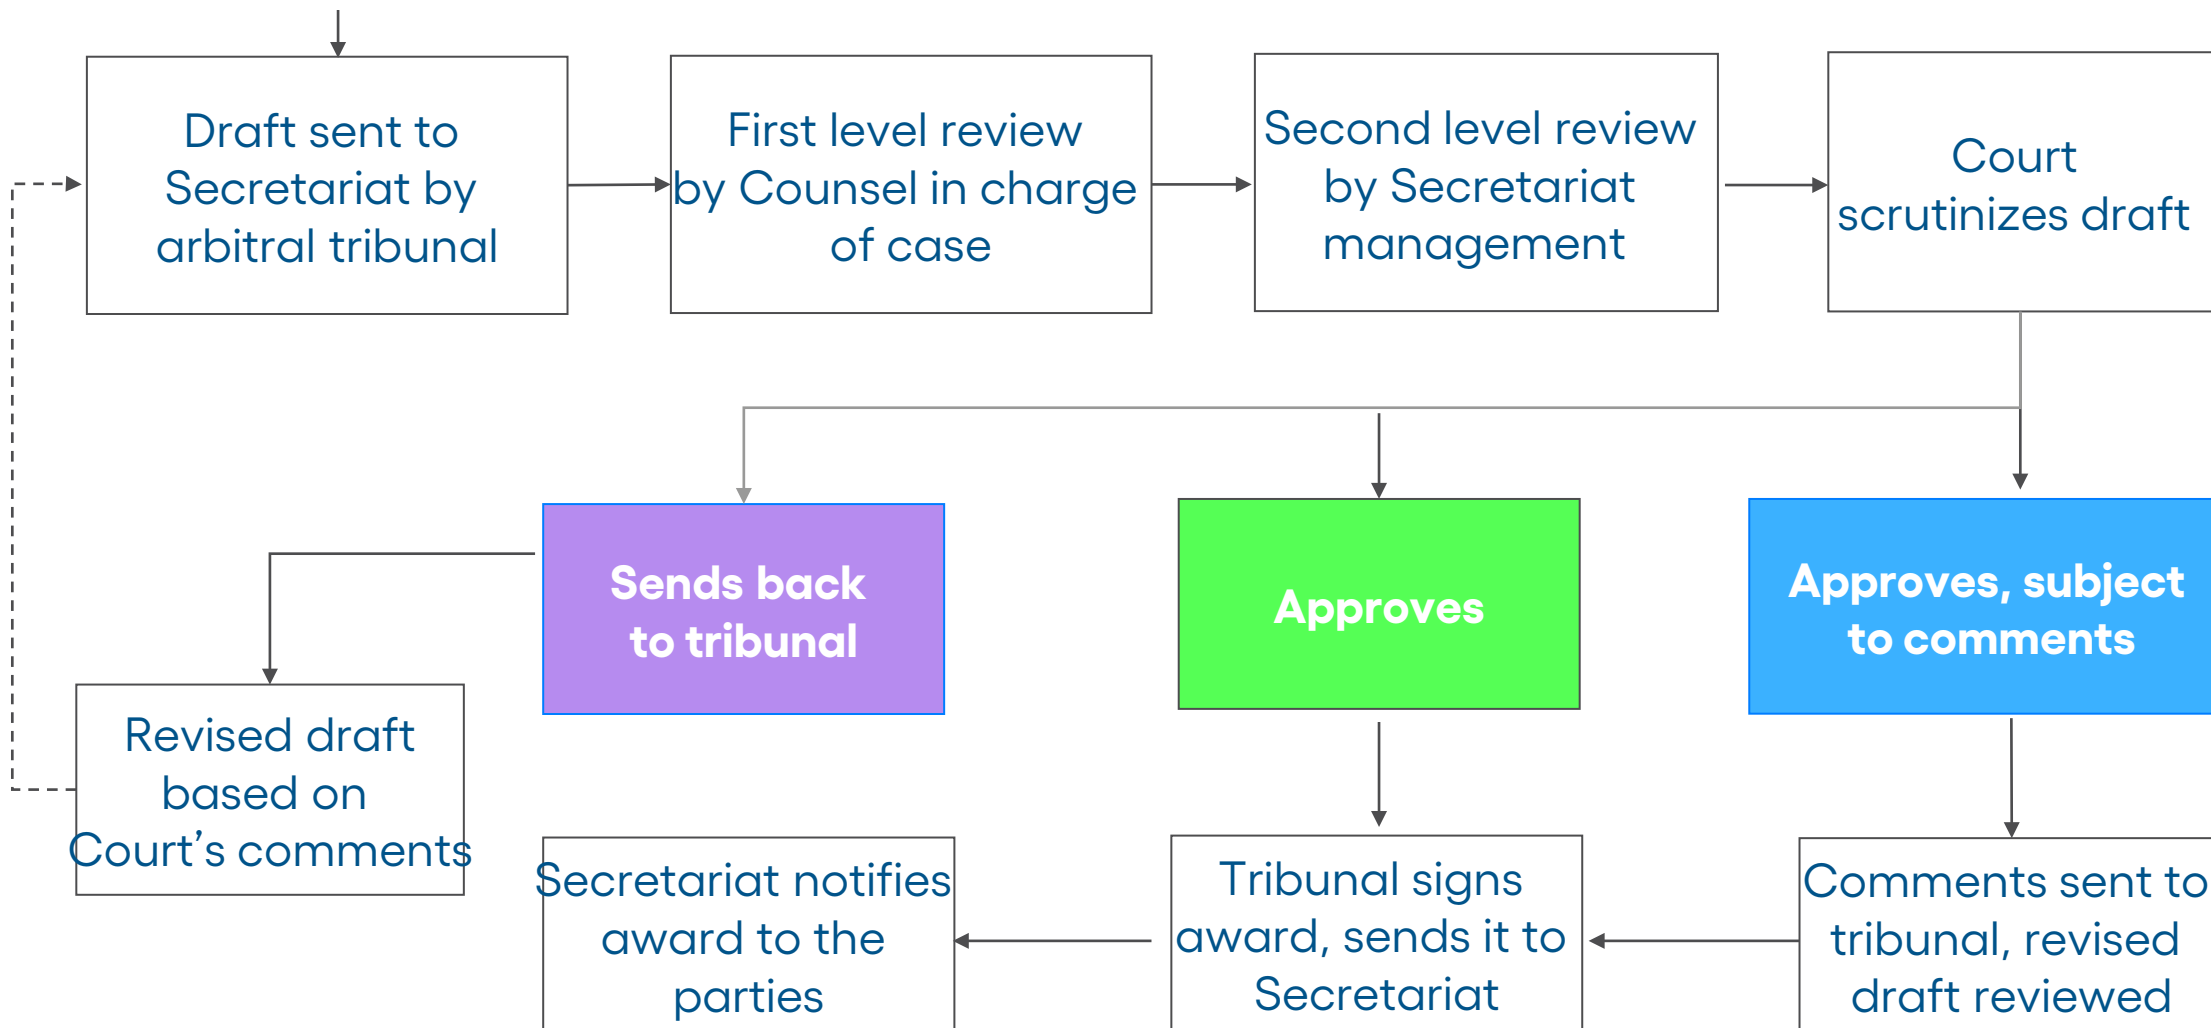 Draft sent to
Secretariat by
arbitral tribunal
First level review
by Counsel in charge
of case
Second level review
by Secretariat
management
Court
scrutinizes draft
Sends back
to tribunal
Approves
Approves, subject
to comments
Revised draft
based on
Court’s comments
Secretariat notifies
award to the
parties
Tribunal signs
award, sends it to
Secretariat
Comments sent to
tribunal, revised
draft reviewed